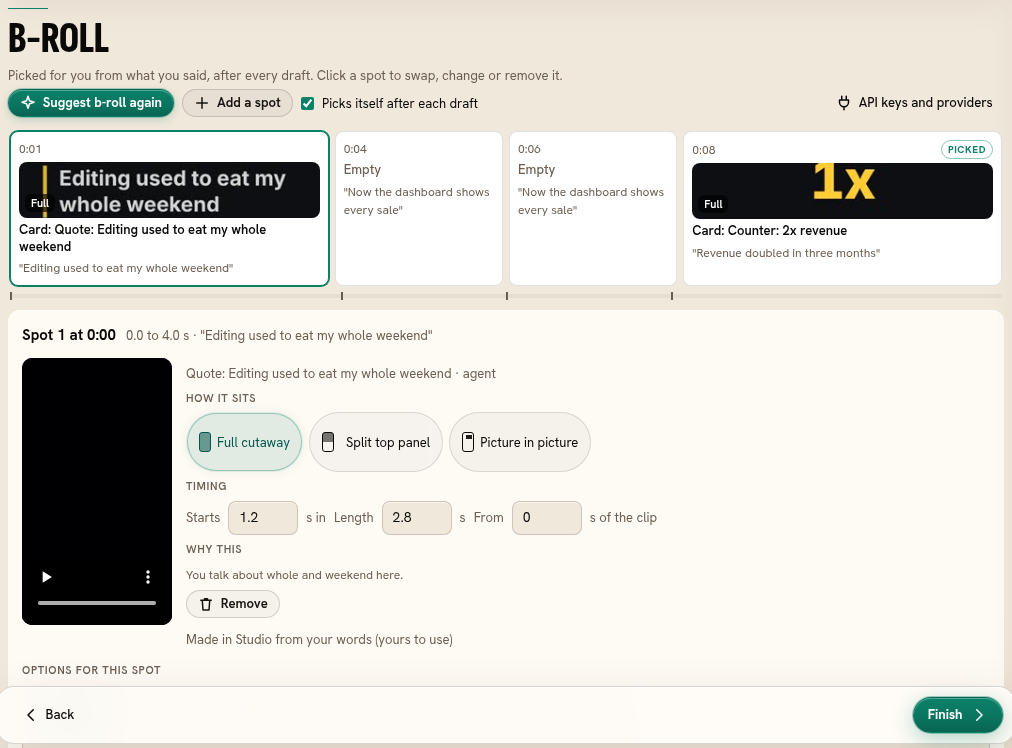 B-ROLL
Picked for you from what you said, after every draft. Click a spot to swap, change or remove it.
Suggest b-roll again
Add a spot
Picks itself after each draft
API keys and providers
0:01
Editing used to eat my
whole weekend
Full
Card: Quote: Editing used to eat my whole
weekend
"Editing used to eat my whole weekend"
0:04
Empty
"Now the dashboard shows
every sale"
0:06
Empty
"Now the dashboard shows
every sale"
0:08
PICKED
1x
Full
Card: Counter: 2x revenue
"Revenue doubled in three months"
Spot 1 at 0:00 0.0 to 4.0 s · "Editing used to eat my whole weekend"
Quote: Editing used to eat my whole weekend · agent
HOW IT SITS
Full cutaway
Split top panel
Picture in picture
TIMING
Starts 1.2 s in Length 2.8 s From 0 s of the clip
WHY THIS
You talk about whole and weekend here.
Remove
Made in Studio from your words (yours to use)
OPTIONS FOR THIS SPOT
Back
Finish